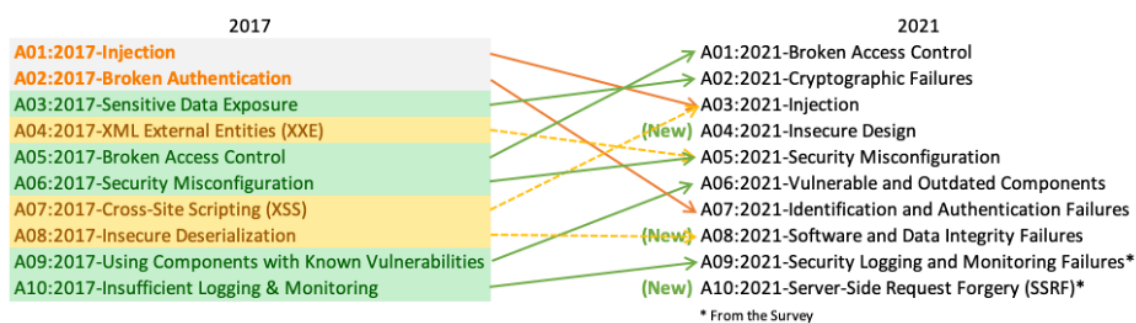 2017
A01:2017-Injection
A02:2017-Broken Authentication
A03:2017-Sensitive Data Exposure
A04:2017-XML External Entities (XXE)
A05:2017-Broken Access Control
A06:2017-Security Misconfiguration
A07:2017-Cross-Site Scripting (XSS)
A08:2017-Insecure Deserialization
A09:2017-Using Components with Known Vulnerabilities
A10:2017-Insufficient Logging & Monitoring
2021
A01:2021-Broken Access Control
A02:2021-Cryptographic Failures
A03:2021-Injection
(New) A04:2021-Insecure Design
A05:2021-Security Misconfiguration
A06:2021-Vulnerable and Outdated Components
A07:2021-Identification and Authentication Failures
(New) A08:2021-Software and Data Integrity Failures
A09:2021-Security Logging and Monitoring Failures*
(New) A10:2021-Server-Side Request Forgery (SSRF)*
* From the Survey